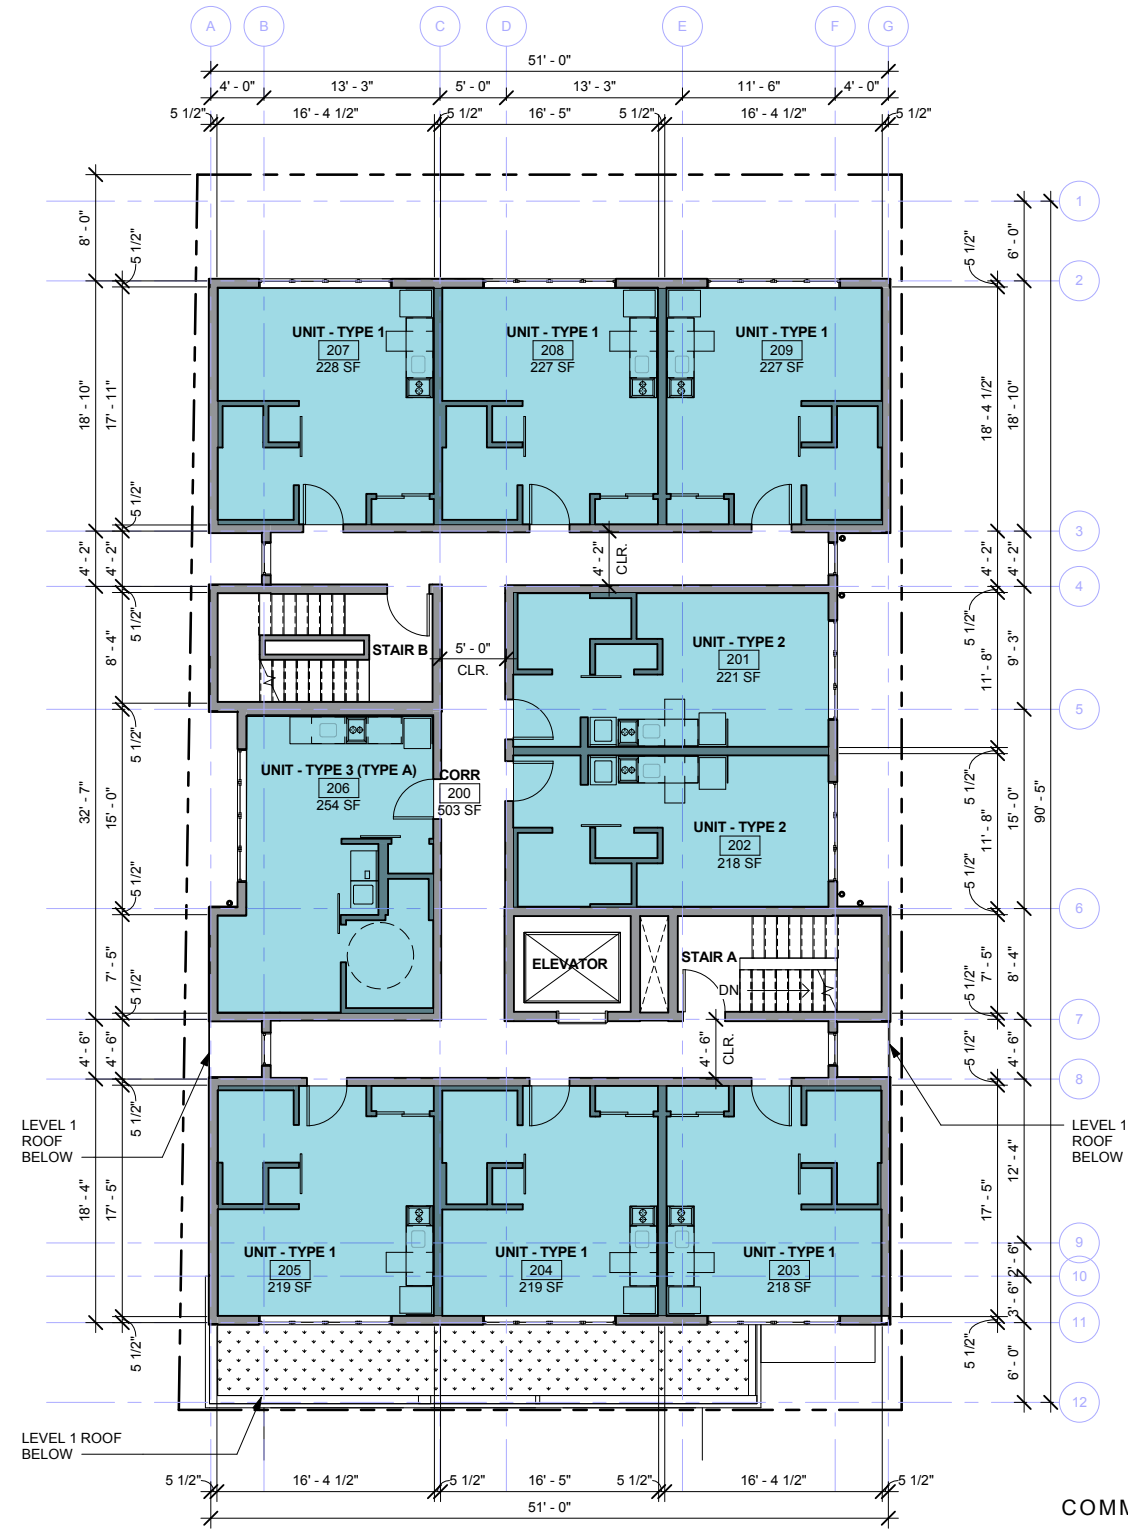 A B C D E F G
51' - 0"
4' - 0" 13' - 3" 5' - 0" 13' - 3" 11' - 6" 4' - 0"
5 1/2" 16' - 4 1/2" 5 1/2" 16' - 5" 5 1/2" 16' - 4 1/2" 5 1/2"
1
8' - 0"
5 1/2"
5 1/2"
6' - 0"
2
UNIT - TYPE 1
207
228 SF
UNIT - TYPE 1
208
227 SF
UNIT - TYPE 1
209
227 SF
18' - 10"
17' - 11"
18' - 4 1/2"
18' - 10"
5 1/2"
3
4' - 2"
4' - 2"
4' - 2"
CLR.
4' - 2"
4' - 2"
4
5 1/2"
8' - 4"
STAIR B
5' - 0"
CLR.
UNIT - TYPE 2
201
221 SF
5 1/2"
11' - 8"
9' - 3"
5
5 1/2"
UNIT - TYPE 3 (TYPE A)
206
254 SF
CORR
200
503 SF
32' - 7"
15' - 0"
5 1/2"
11' - 8"
15' - 0"
90' - 5"
UNIT - TYPE 2
202
218 SF
5 1/2"
5 1/2"
6
7' - 5"
ELEVATOR
STAIR A
DN
7' - 5"
8' - 4"
5 1/2"
7
4' - 6"
4' - 6"
4' - 6"
CLR.
5 1/2"
4' - 6"
8
5 1/2"
LEVEL 1
ROOF
BELOW
LEVEL 1
ROOF
BELOW
18' - 4"
17' - 5"
17' - 5"
12' - 4"
9
UNIT - TYPE 1
205
219 SF
UNIT - TYPE 1
204
219 SF
UNIT - TYPE 1
203
218 SF
2' - 6"
10
3' - 6"
11
5 1/2"
5 1/2"
6' - 0"
12
LEVEL 1 ROOF
BELOW
5 1/2" 16' - 4 1/2" 5 1/2" 16' - 5" 5 1/2" 16' - 4 1/2" 5 1/2"
51' - 0"